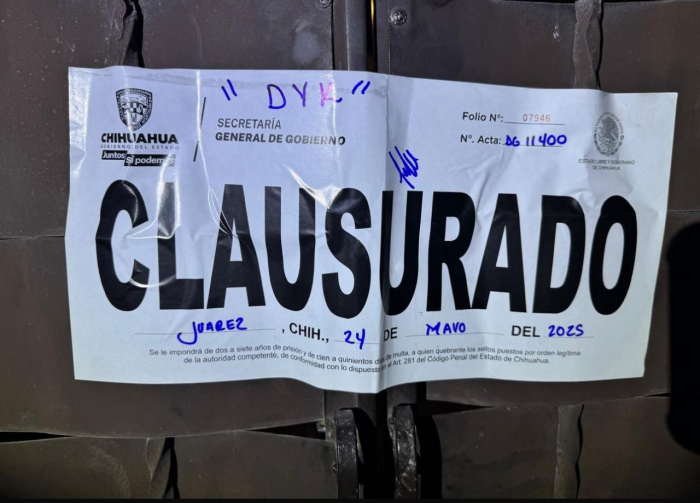 " DYK "
CHIHUAHUA
GOBIERNO DEL ESTADO
Juntos Sí podemos
SECRETARÍA
GENERAL DE GOBIERNO
Folio N°: 07946
N°. Acta: DG 11400
ESTADO LIBRE Y SOBERANO
DE CHIHUAHUA
CLAUSURADO
JUAREZ, CHIH., 24 DE MAYO DEL 2025
Se le impondrá de dos a siete años de prisión y de cien a quinientos días de multa, a quien quebrante los sellos puestos por orden legítima
de la autoridad competente, de conformidad con lo dispuesto en el Art. 281 del Código Penal del Estado de Chihuahua.